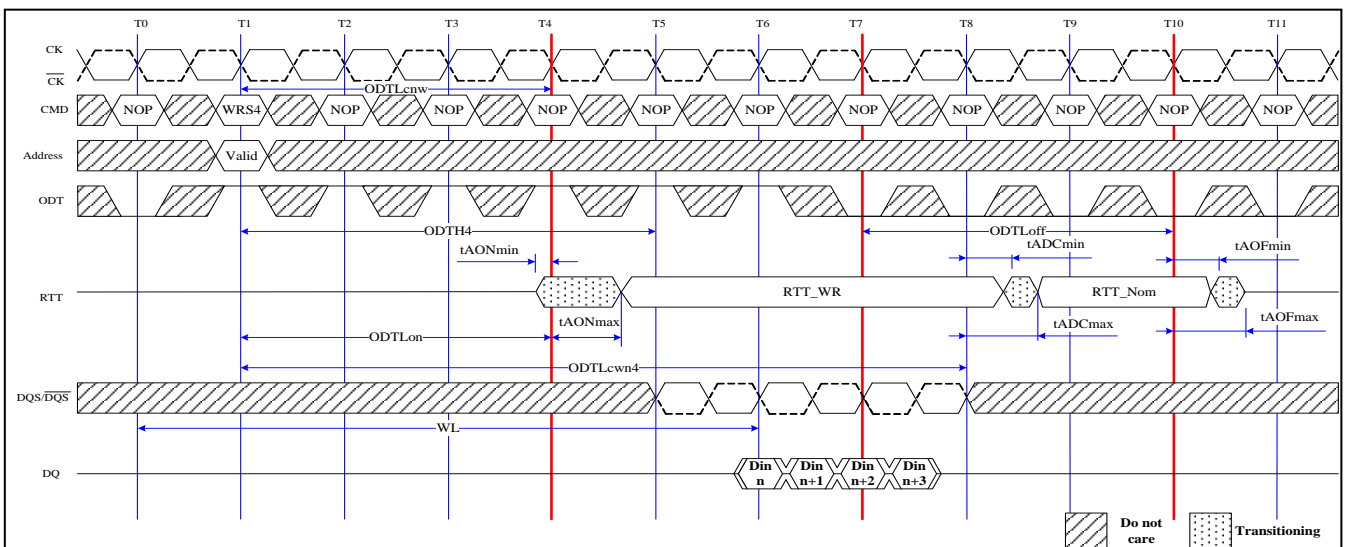 T0 T1 T2 T3 T4 T5 T6 T7 T8 T9 T10 T11
CK
CK
ODTLcnw
CMD NOP WRS4 NOP NOP NOP NOP NOP NOP NOP NOP NOP NOP
Address Valid
ODT
ODTH4 ODTLoff
tAONmin tADCmin tAOFmin
RTT RTT_WR RTT_Nom
tAONmax tADCmax tAOFmax
ODTLon
ODTLcwn4
DQS/DQS
WL
DQ Din n Din n+1 Din n+2 Din n+3
Do not care
Transitioning